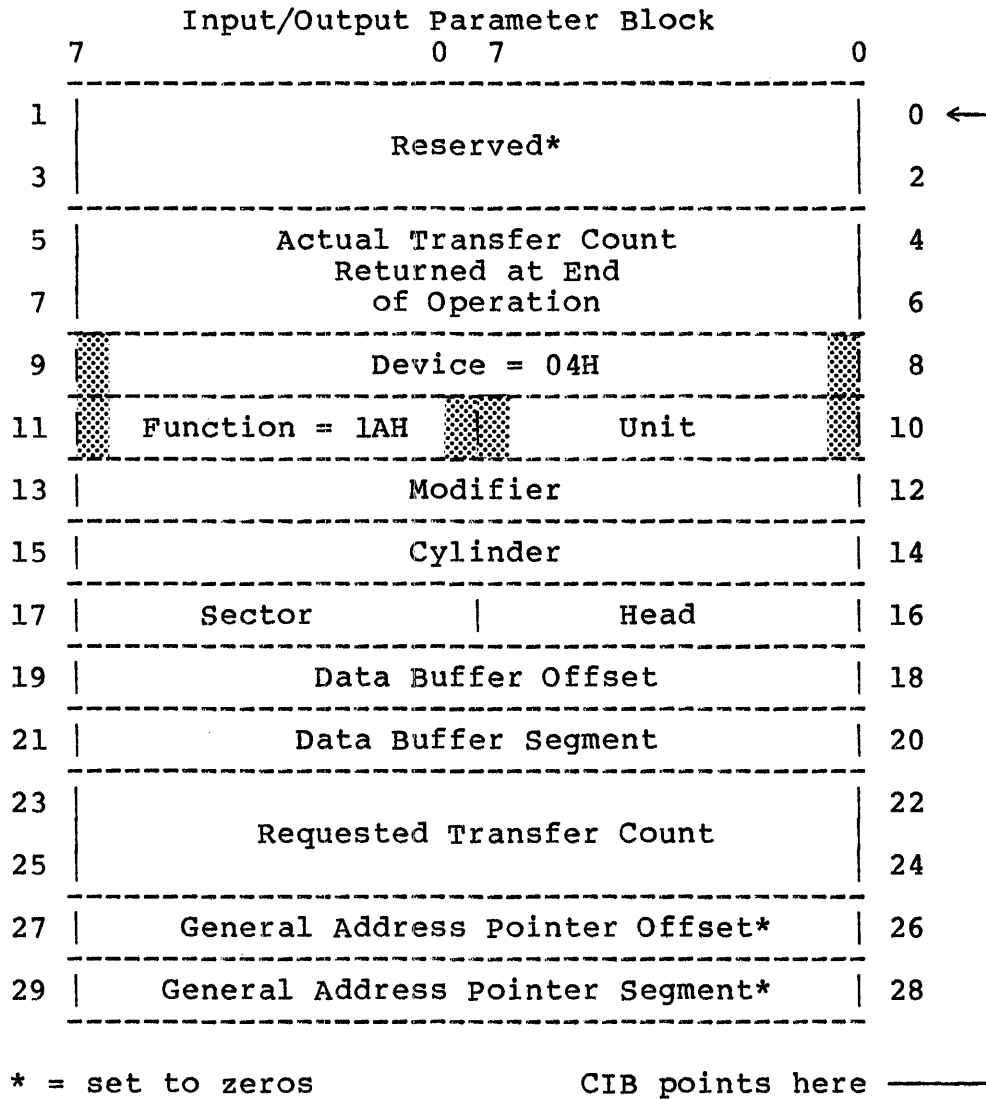 Input/Output Parameter Block
7 0 7 0
1 0 ←
Reserved*
3 2
5 Actual Transfer Count 4
Returned at End
7 of Operation 6
9 Device = 04H 8
11 Function = 1AH Unit 10
13 Modifier 12
15 Cylinder 14
17 Sector Head 16
19 Data Buffer Offset 18
21 Data Buffer Segment 20
23 22
Requested Transfer Count
25 24
27 General Address Pointer Offset* 26
29 General Address Pointer Segment* 28
* = set to zeros CIB points here